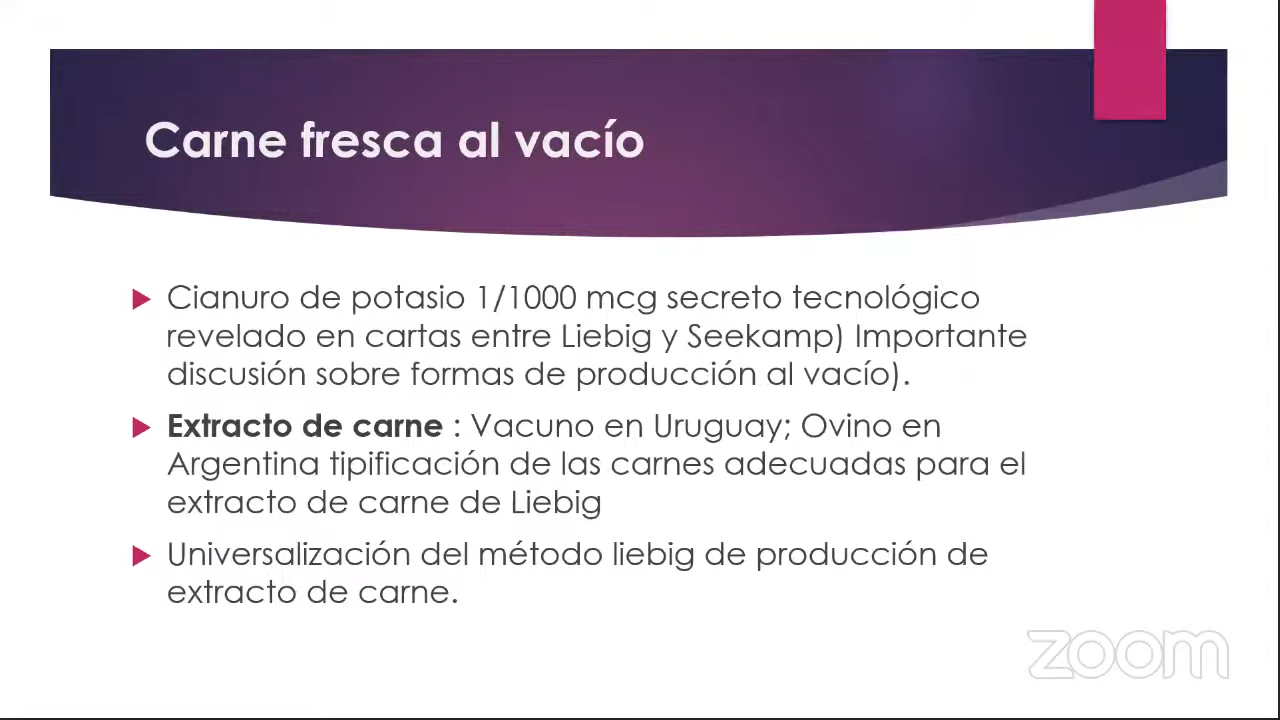 Carne fresca al vacío
Cianuro de potasio 1/1000 mcg secreto tecnológico
revelado en cartas entre Liebig y Seekamp) Importante
discusión sobre formas de producción al vacío).
Extracto de carne : Vacuno en Uruguay; Ovino en
Argentina tipificación de las carnes adecuadas para el
extracto de carne de Liebig
Universalización del método liebig de producción de
extracto de carne.
zoom